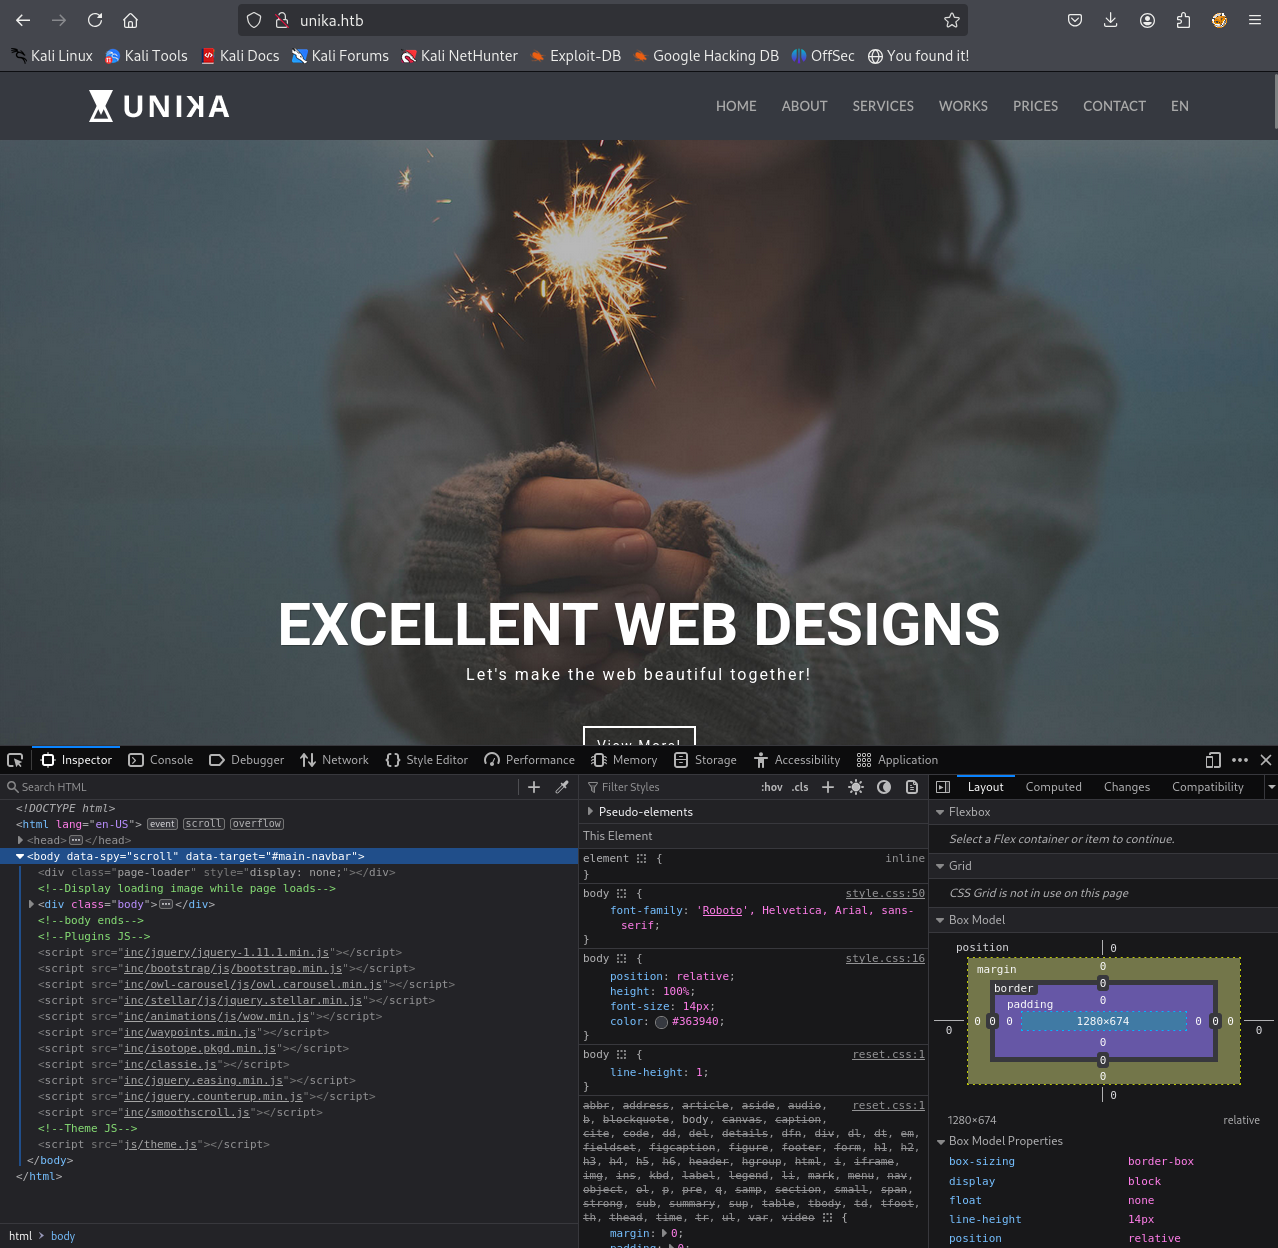 unika.htb
Kali Linux Kali Tools Kali Docs Kali Forums Kali NetHunter Exploit-DB Google Hacking DB OffSec You found it!
UNIKA HOME ABOUT SERVICES WORKS PRICES CONTACT EN
EXCELLENT WEB DESIGNS
Let's make the web beautiful together!
View More!
Inspector Console Debugger Network Style Editor Performance Memory Storage Accessibility Application
Search HTML
<!DOCTYPE html>
<html lang="en-US"> event scroll overflow
<head>⋯</head>
<body data-spy="scroll" data-target="#main-navbar">
<div class="page-loader" style="display: none;"></div>
<!--Display loading image while page loads-->
<div class="body">⋯</div>
<!--body ends-->
<!--Plugins JS-->
<script src="inc/jquery/jquery-1.11.1.min.js"></script>
<script src="inc/bootstrap/js/bootstrap.min.js"></script>
<script src="inc/owl-carousel/js/owl.carousel.min.js"></script>
<script src="inc/stellar/js/jquery.stellar.min.js"></script>
<script src="inc/animations/js/wow.min.js"></script>
<script src="inc/waypoints.min.js"></script>
<script src="inc/isotope.pkgd.min.js"></script>
<script src="inc/classie.js"></script>
<script src="inc/jquery.easing.min.js"></script>
<script src="inc/jquery.counterup.min.js"></script>
<script src="inc/smoothscroll.js"></script>
<!--Theme JS-->
<script src="js/theme.js"></script>
</body>
</html>
html > body
Filter Styles :hov .cls
Pseudo-elements
This Element
element { inline
}
body { style.css:50
font-family: 'Roboto', Helvetica, Arial, sans-
serif;
}
body { style.css:16
position: relative;
height: 100%;
font-size: 14px;
color: #363940;
}
body { reset.css:1
line-height: 1;
}
abbr, address, article, aside, audio, reset.css:1
b, blockquote, body, canvas, caption,
cite, code, dd, del, details, dfn, div, dl, dt, em,
fieldset, figcaption, figure, footer, form, h1, h2,
h3, h4, h5, h6, header, hgroup, html, i, iframe,
img, ins, kbd, label, legend, li, mark, menu, nav,
object, ol, p, pre, q, samp, section, small, span,
strong, sub, summary, sup, table, tbody, td, tfoot,
th, thead, time, tr, ul, var, video {
margin: 0;
padding: 0;
Layout Computed Changes Compatibility
Flexbox
Select a Flex container or item to continue.
Grid
CSS Grid is not in use on this page
Box Model
position 0
margin 0
border 0
padding 0
0 0 0 0 1280×674 0 0 0 0
0
0
0
0
1280×674 relative
Box Model Properties
box-sizing border-box
display block
float none
line-height 14px
position relative